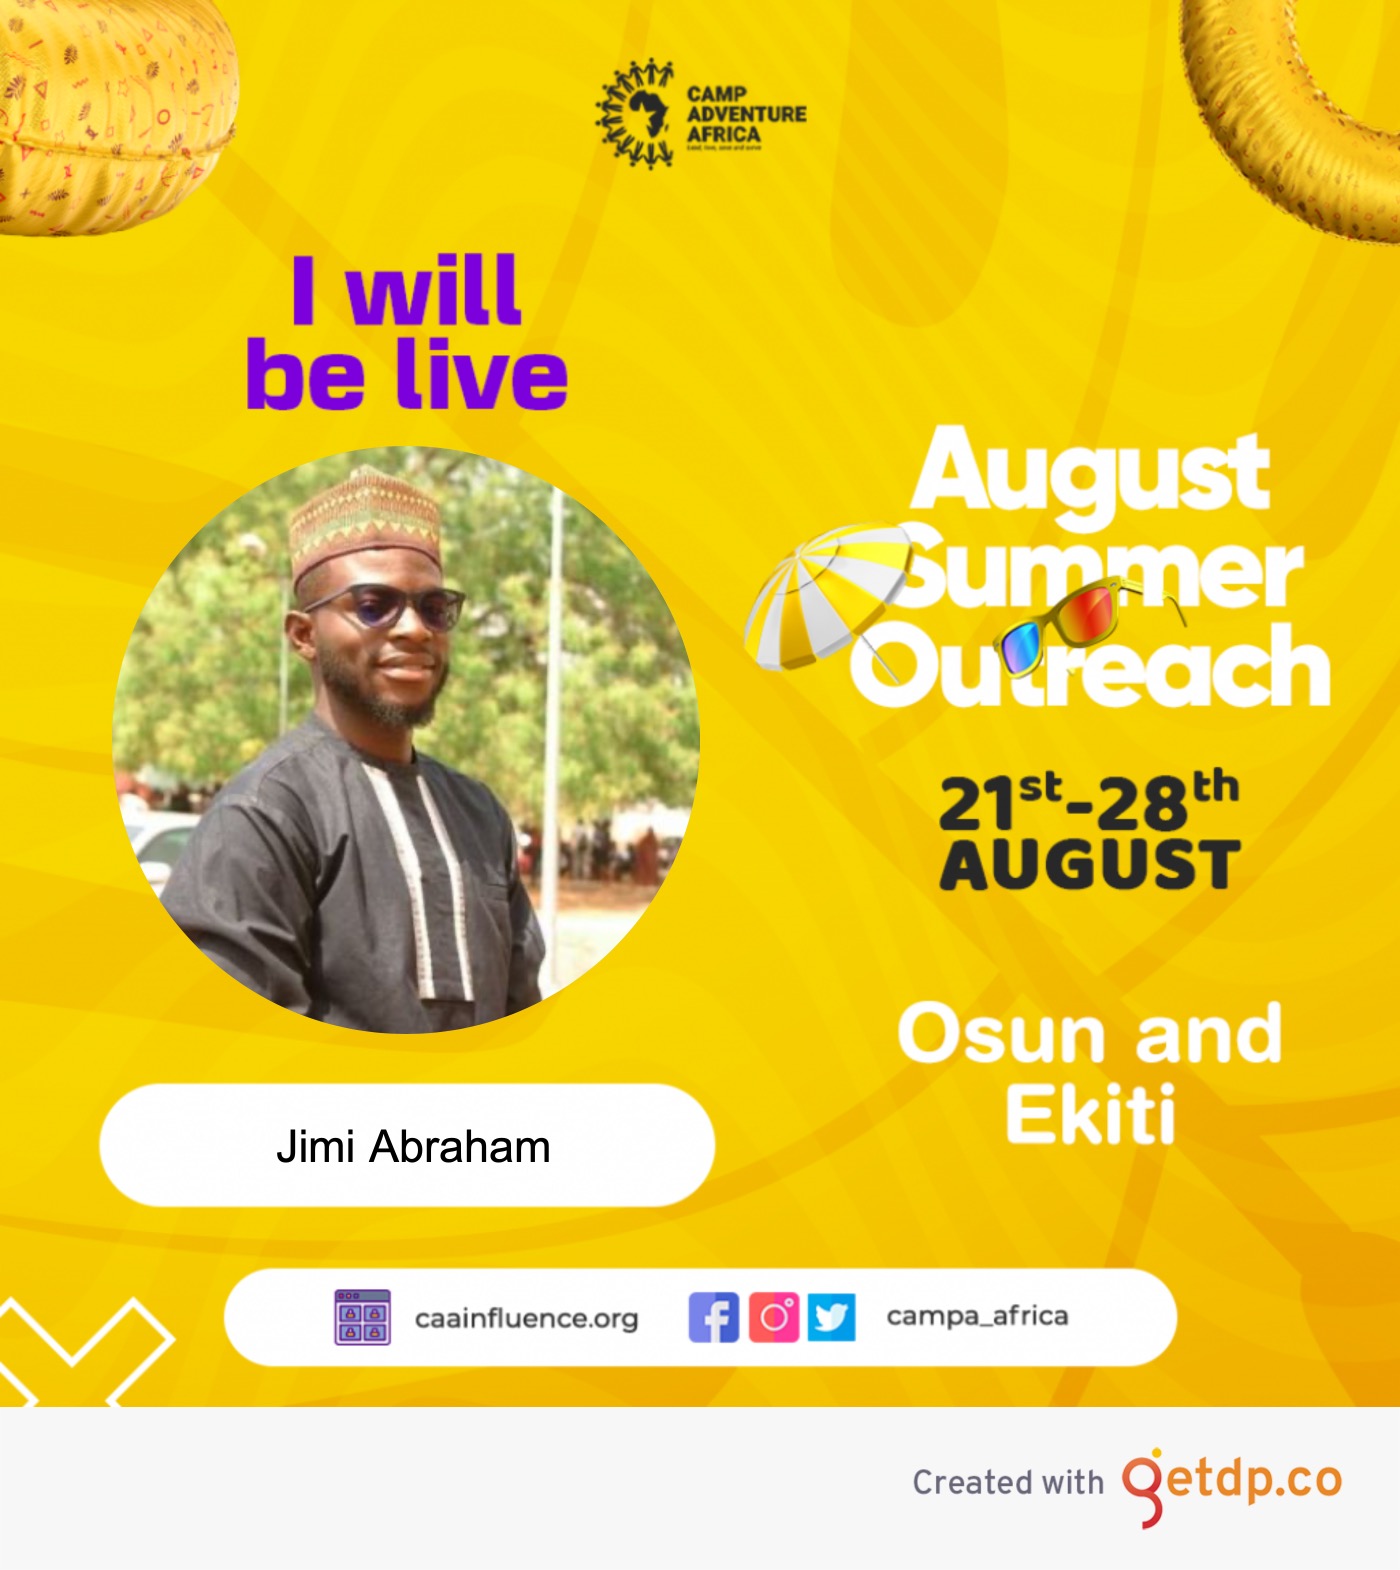 CAMP
ADVENTURE
AFRICA
I will
be live
August
Summer
Outreach
21st-28th
AUGUST
Osun and
Ekiti
Jimi Abraham
caainfluence.org
campa_africa
Created with getdp.co